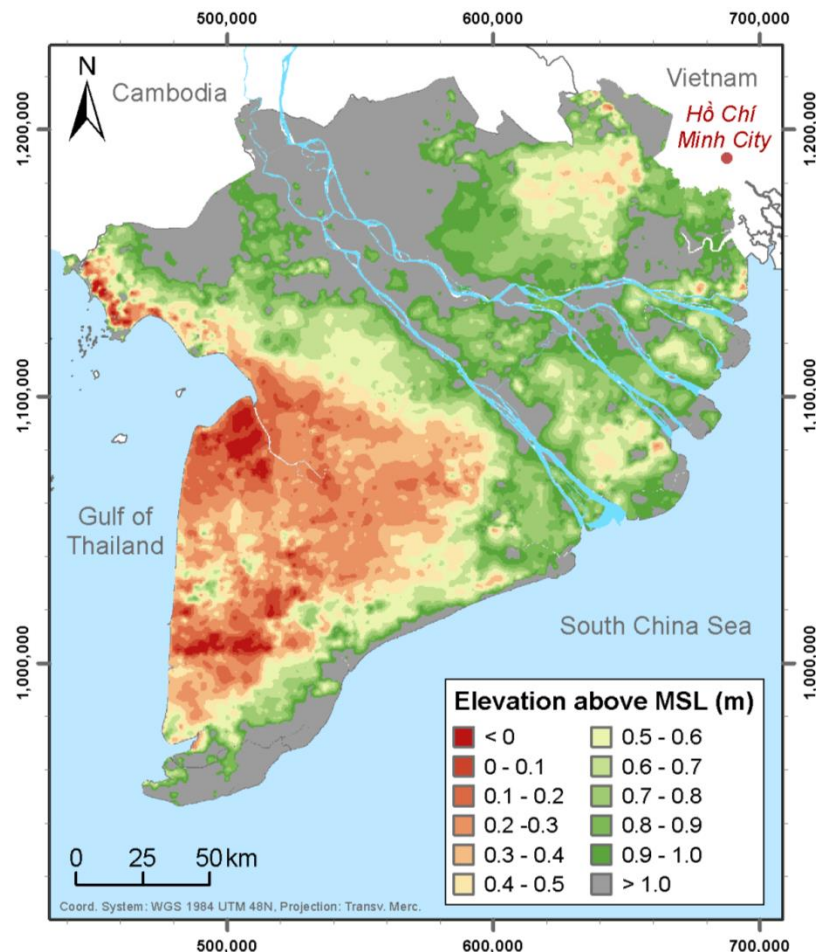 500,000
600,000
700,000
N
Cambodia
Vietnam
Hồ Chí
Minh City
1,200,000
1,200,000
1,100,000
1,100,000
Gulf of
Thailand
South China Sea
1,000,000
1,000,000
Elevation above MSL (m)
< 0
0 - 0.1
0.1 - 0.2
0.2 -0.3
0.3 - 0.4
0.4 - 0.5
0.5 - 0.6
0.6 - 0.7
0.7 - 0.8
0.8 - 0.9
0.9 - 1.0
> 1.0
0 25 50 km
Coord. System: WGS 1984 UTM 48N, Projection: Transv. Merc.
500,000
600,000
700,000